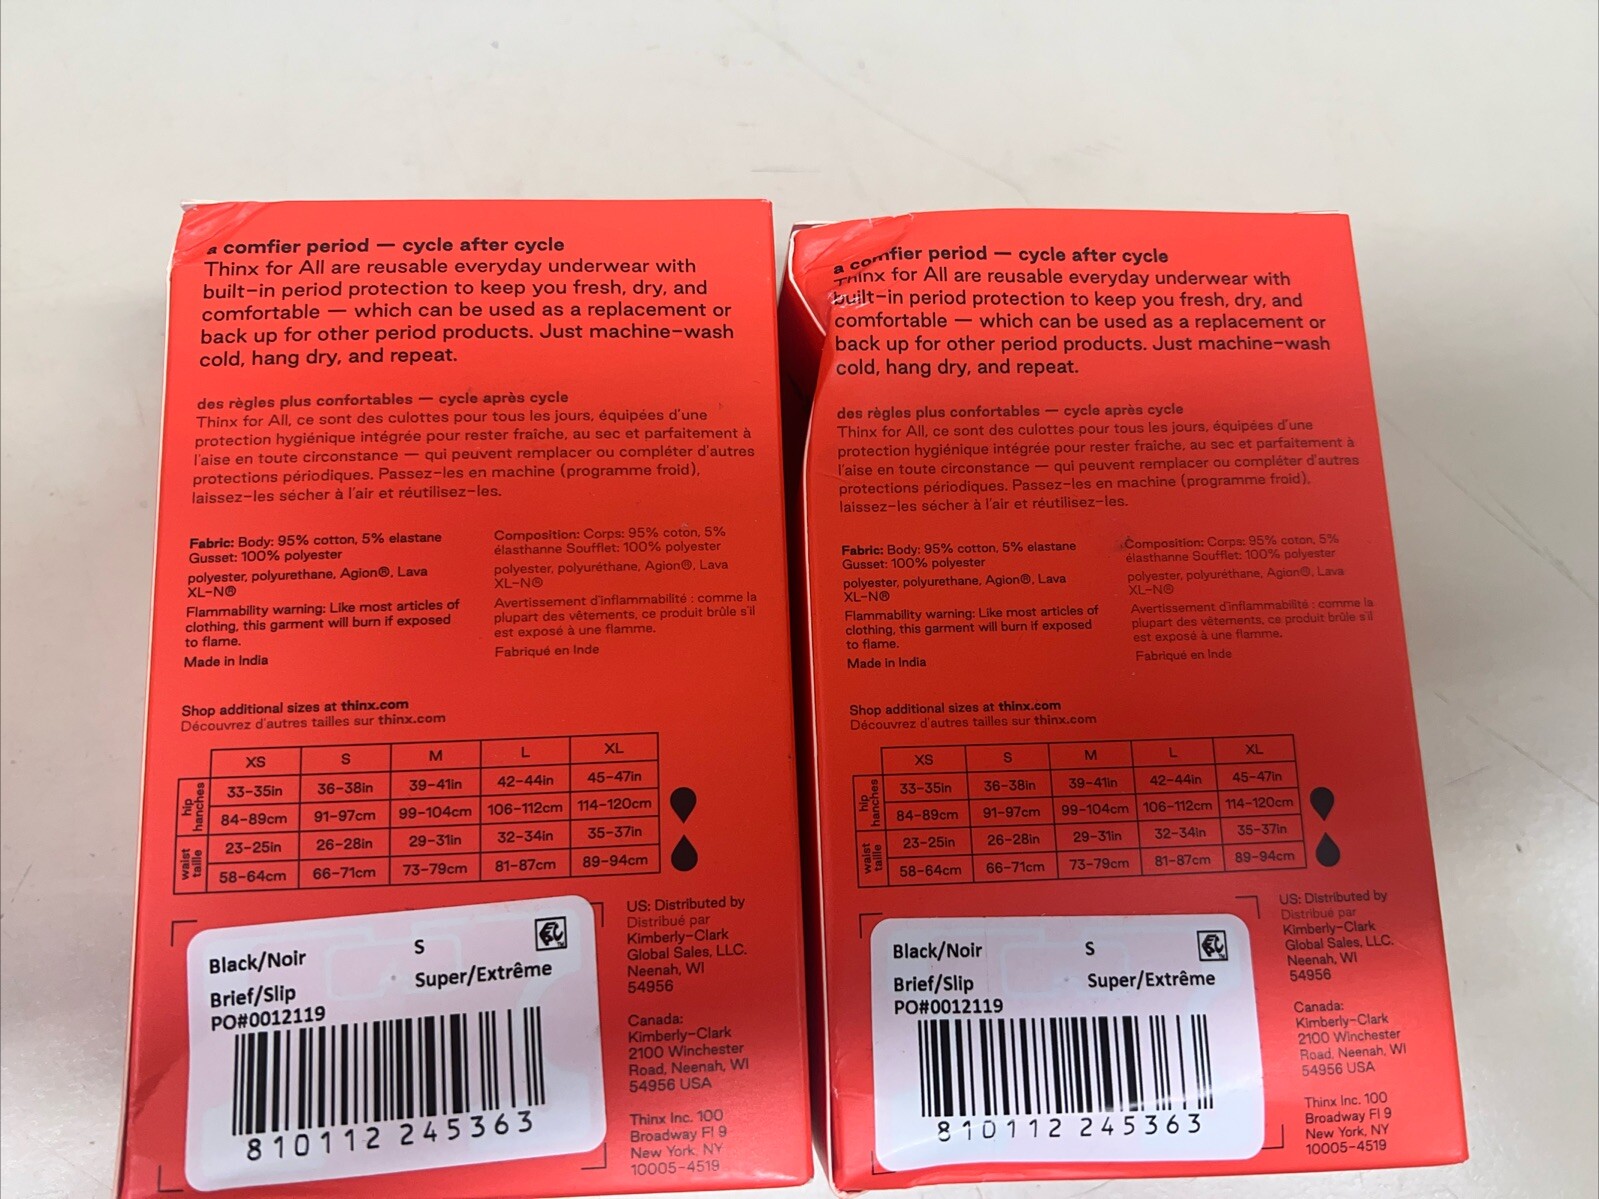 a comfier period — cycle after cycle
Thinx for All are reusable everyday underwear with
built-in period protection to keep you fresh, dry, and
comfortable — which can be used as a replacement or
back up for other period products. Just machine-wash
cold, hang dry, and repeat.
des règles plus confortables — cycle après cycle
Thinx for All, ce sont des culottes pour tous les jours, équipées d'une
protection hygiénique intégrée pour rester fraîche, au sec et parfaitement à
l'aise en toute circonstance — qui peuvent remplacer ou compléter d'autres
protections périodiques. Passez-les en machine (programme froid),
laissez-les sécher à l'air et réutilisez-les.
Fabric: Body: 95% cotton, 5% elastane
Gusset: 100% polyester
polyester, polyurethane, Agion®, Lava
XL-N®
Flammability warning: Like most articles of
clothing, this garment will burn if exposed
to flame.
Made in India
Composition: Corps: 95% coton, 5%
élasthanne Soufflet: 100% polyester
polyester, polyuréthane, Agion®, Lava
XL-N®
Avertissement d'inflammabilité : comme la
plupart des vêtements, ce produit brûle s'il
est exposé à une flamme.
Fabriqué en Inde
Shop additional sizes at thinx.com
Découvrez d'autres tailles sur thinx.com
XS S M L XL
hip
hanches
33-35in 36-38in 39-41in 42-44in 45-47in
84-89cm 91-97cm 99-104cm 106-112cm 114-120cm
waist
taille
23-25in 26-28in 29-31in 32-34in 35-37in
58-64cm 66-71cm 73-79cm 81-87cm 89-94cm
Black/Noir S
Brief/Slip Super/Extrême
PO#0012119
810112 245363
US: Distributed by
Distribué par
Kimberly-Clark
Global Sales, LLC.
Neenah, WI
54956
Canada:
Kimberly-Clark
2100 Winchester
Road, Neenah, WI
54956 USA
Thinx Inc. 100
Broadway Fl 9
New York, NY
10005-4519
a comfier period — cycle after cycle
Thinx for All are reusable everyday underwear with
built-in period protection to keep you fresh, dry, and
comfortable — which can be used as a replacement or
back up for other period products. Just machine-wash
cold, hang dry, and repeat.
des règles plus confortables — cycle après cycle
Thinx for All, ce sont des culottes pour tous les jours, équipées d'une
protection hygiénique intégrée pour rester fraîche, au sec et parfaitement à
l'aise en toute circonstance — qui peuvent remplacer ou compléter d'autres
protections périodiques. Passez-les en machine (programme froid),
laissez-les sécher à l'air et réutilisez-les.
Fabric: Body: 95% cotton, 5% elastane
Gusset: 100% polyester
polyester, polyurethane, Agion®, Lava
XL-N®
Flammability warning: Like most articles of
clothing, this garment will burn if exposed
to flame.
Made in India
Composition: Corps: 95% coton, 5%
élasthanne Soufflet: 100% polyester
polyester, polyuréthane, Agion®, Lava
XL-N®
Avertissement d'inflammabilité : comme la
plupart des vêtements, ce produit brûle s'il
est exposé à une flamme.
Fabriqué en Inde
Shop additional sizes at thinx.com
Découvrez d'autres tailles sur thinx.com
XS S M L XL
hip
hanches
33-35in 36-38in 39-41in 42-44in 45-47in
84-89cm 91-97cm 99-104cm 106-112cm 114-120cm
waist
taille
23-25in 26-28in 29-31in 32-34in 35-37in
58-64cm 66-71cm 73-79cm 81-87cm 89-94cm
Black/Noir S
Brief/Slip Super/Extrême
PO#0012119
810112 245363
US: Distributed by
Distribué par
Kimberly-Clark
Global Sales, LLC.
Neenah, WI
54956
Canada:
Kimberly-Clark
2100 Winchester
Road, Neenah, WI
54956 USA
Thinx Inc. 100
Broadway Fl 9
New York, NY
10005-4519